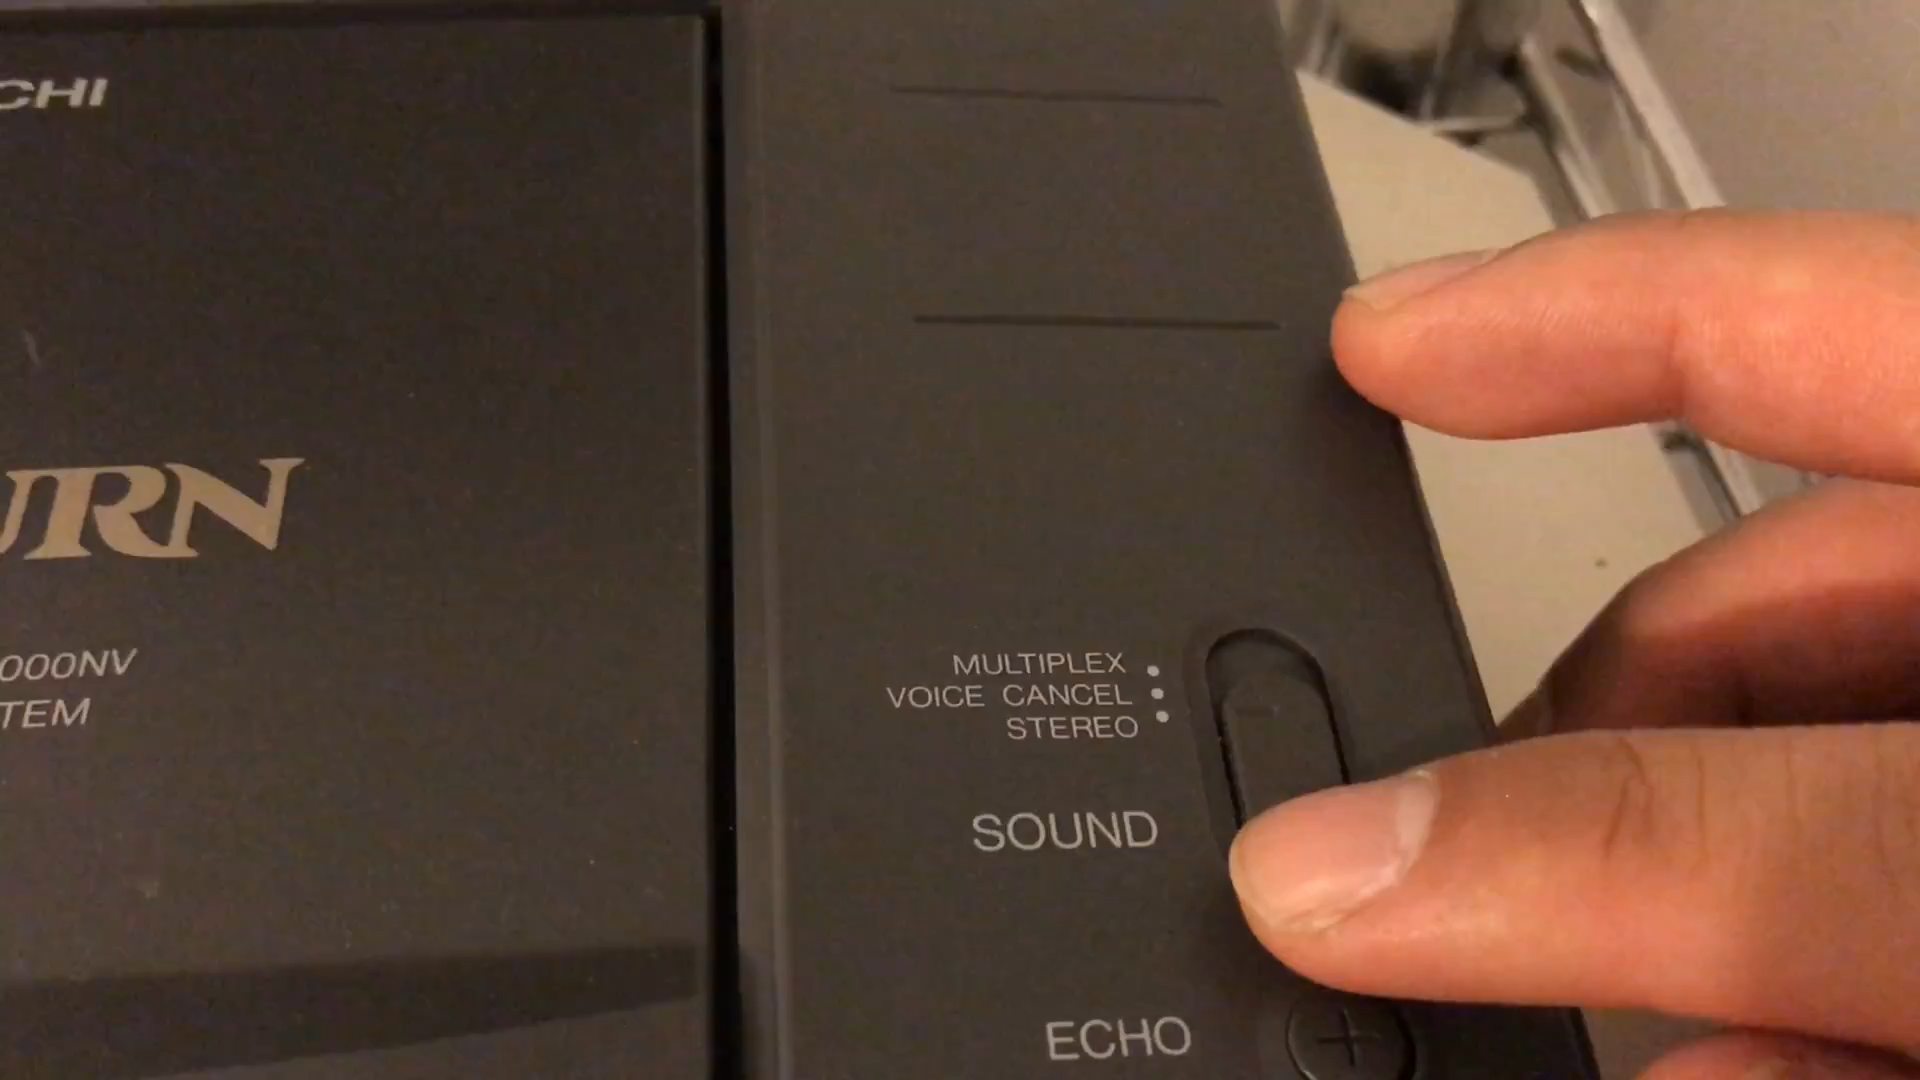 CHI
URN
000NV
TEM
MULTIPLEX
VOICE CANCEL
STEREO
SOUND
ECHO
+